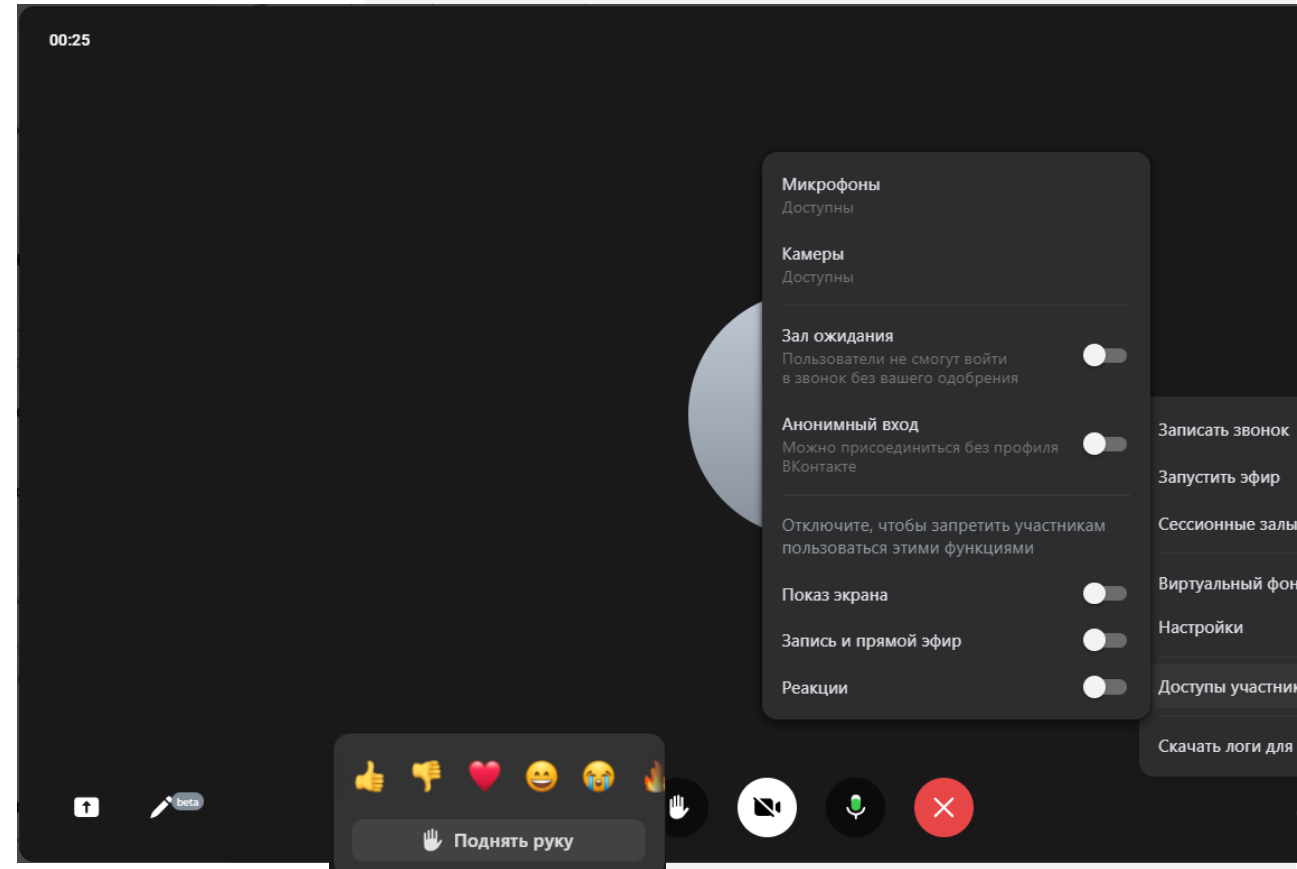 00:25
Микрофоны
Доступны
Камеры
Доступны
Зал ожидания
Пользователи не смогут войти
в звонок без вашего одобрения
Анонимный вход
Можно присоединиться без профиля
ВКонтакте
Отключите, чтобы запретить участникам
пользоваться этими функциями
Показ экрана
Запись и прямой эфир
Реакции
Записать звонок
Запустить эфир
Сессионные залы
Виртуальный фон
Настройки
Доступы участник
Скачать логи для
beta
Поднять руку